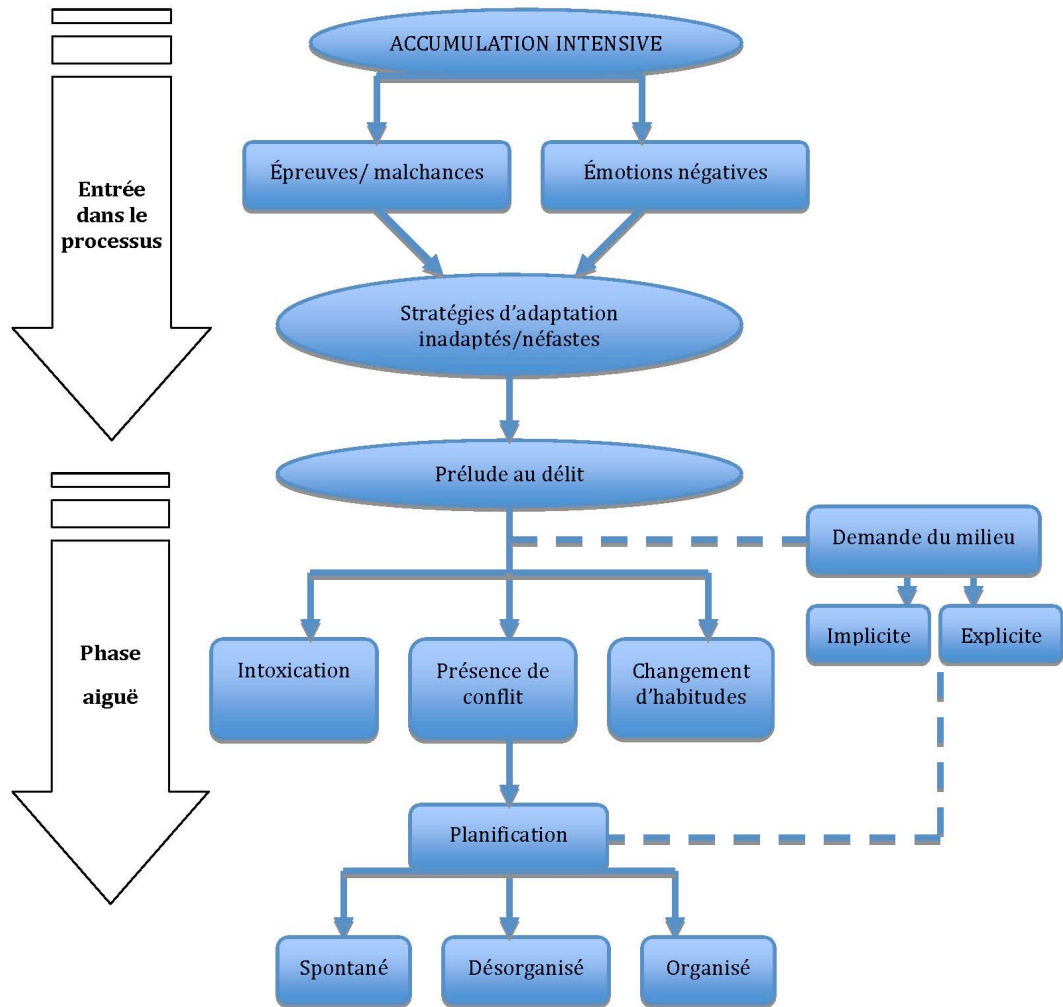 ACCUMULATION INTENSIVE
Épreuves/ malchances
Émotions négatives
Entrée
dans le
processus
Stratégies d'adaptation
inadaptés/néfastes
Prélude au délit
Demande du milieu
Implicite
Explicite
Phase
aiguë
Intoxication
Présence de
conflit
Changement
d'habitudes
Planification
Spontané
Désorganisé
Organisé